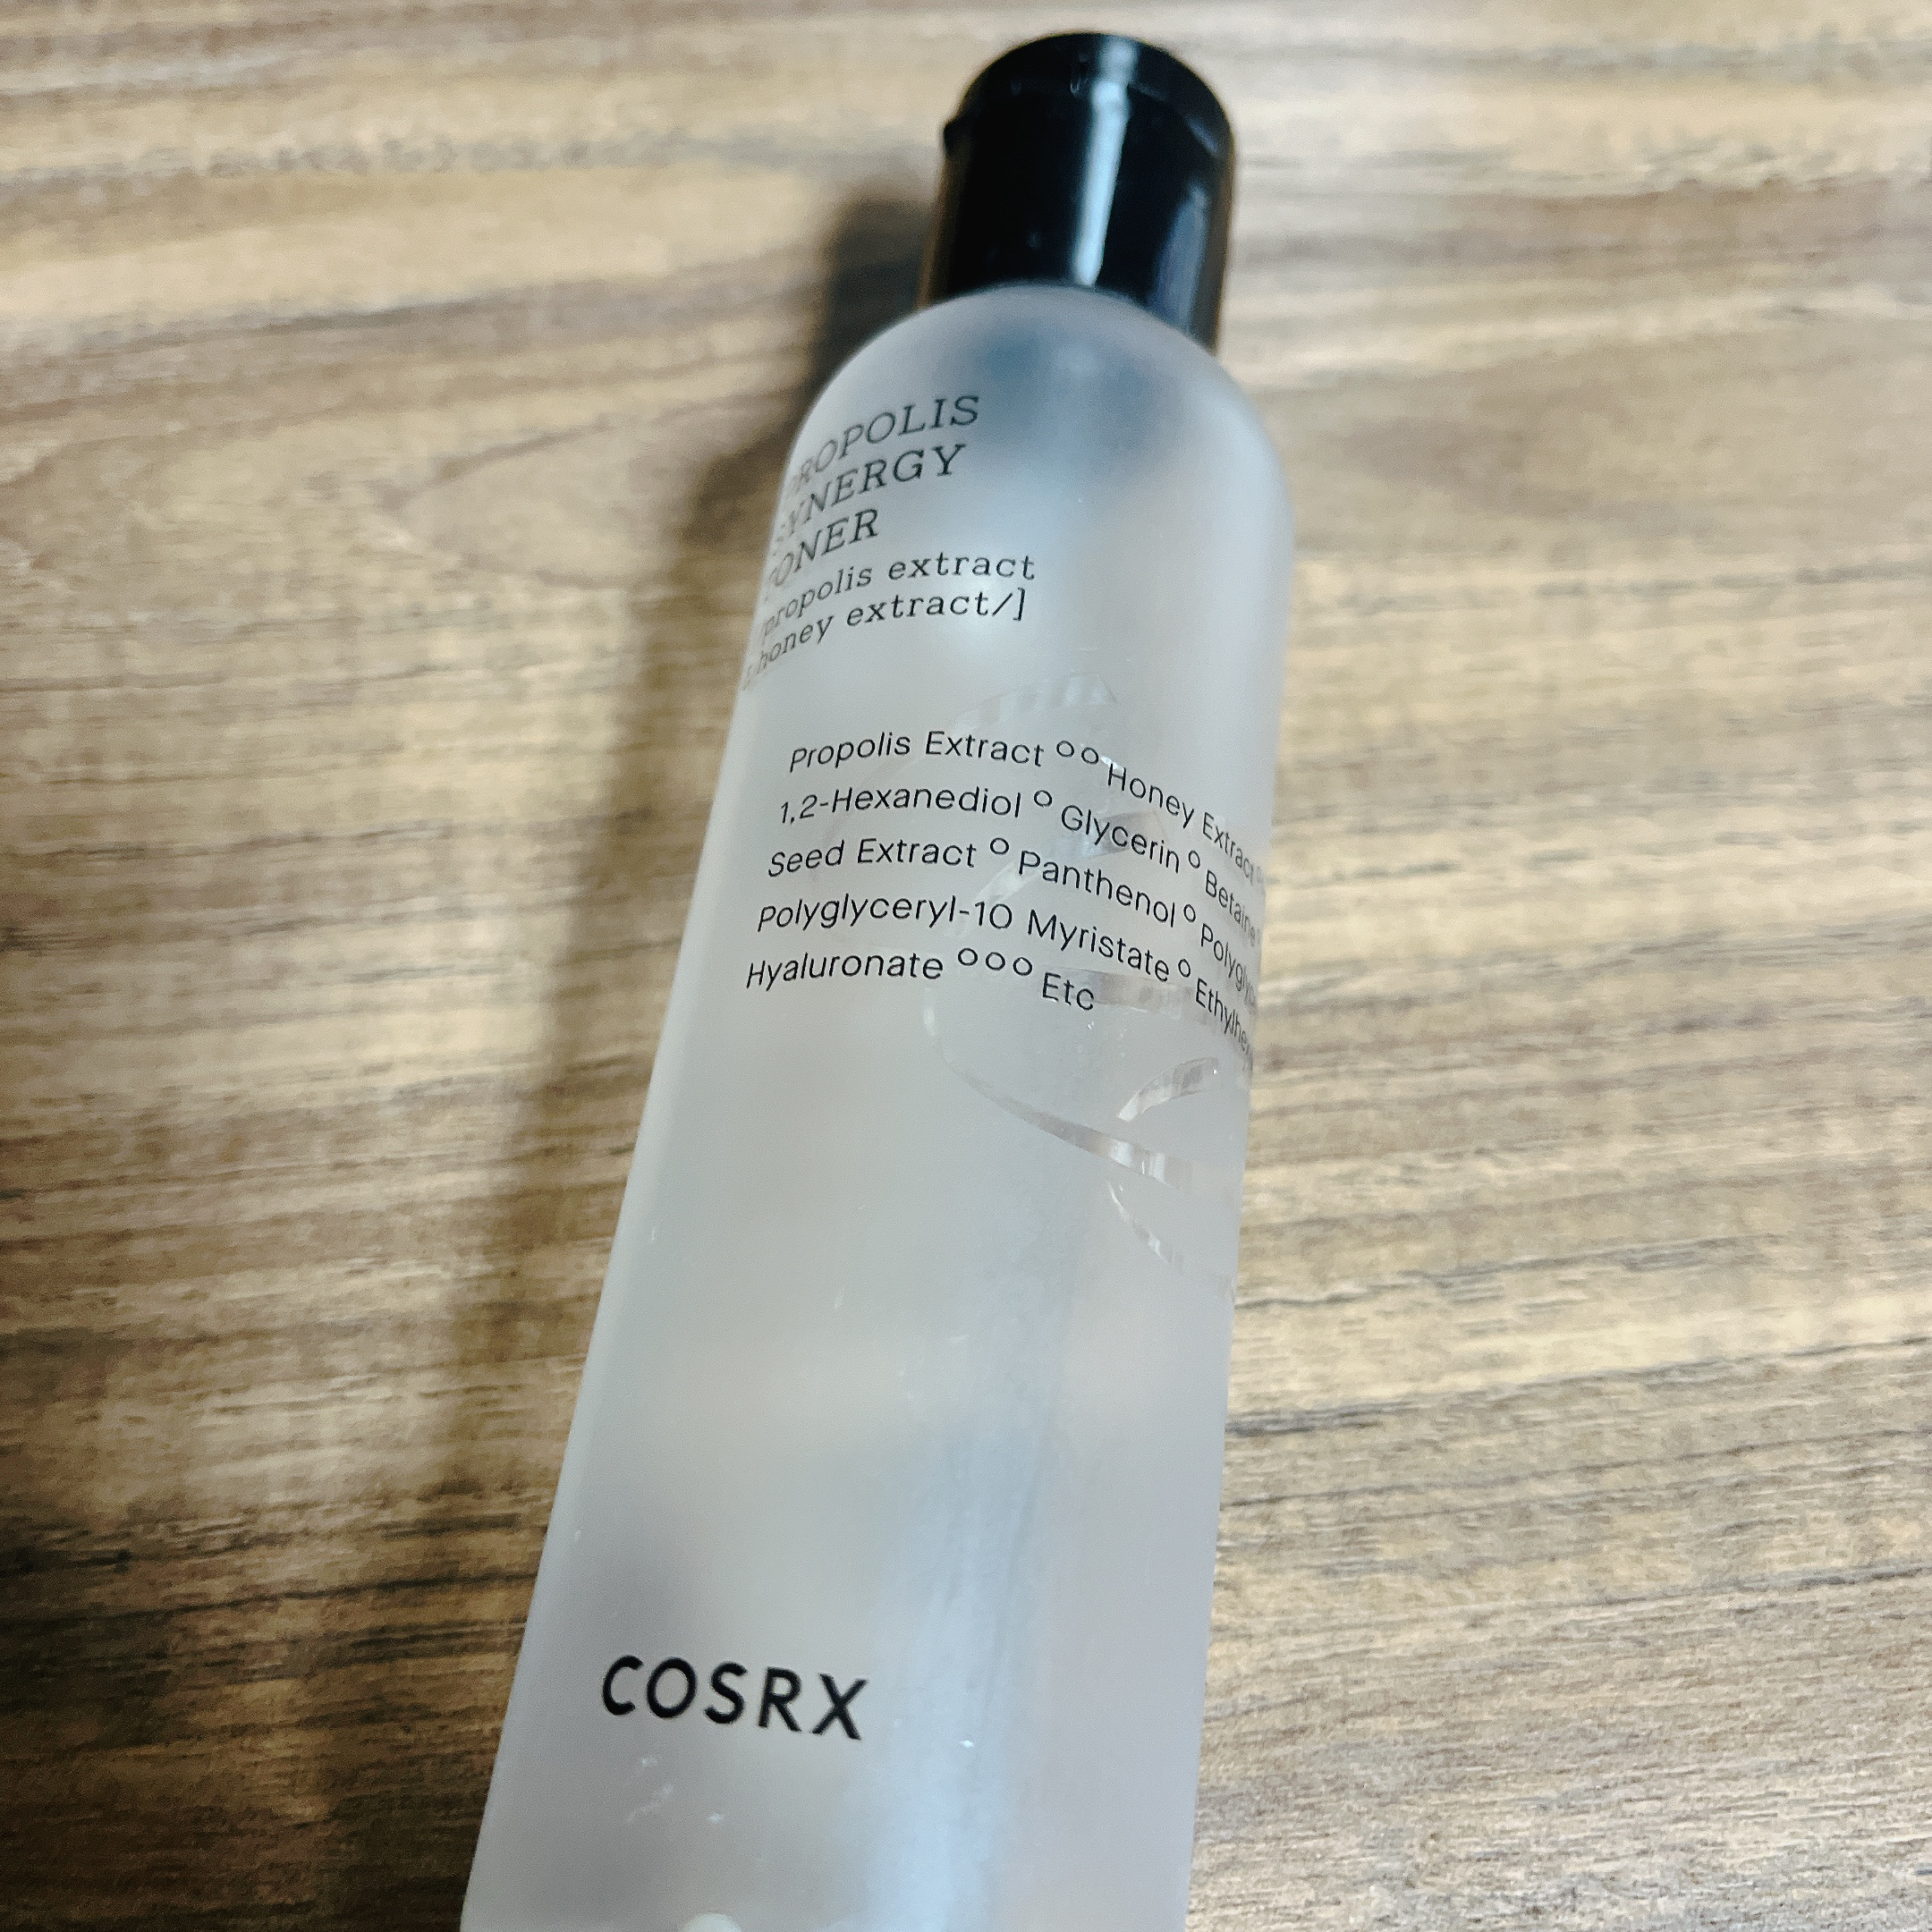 PROPOLIS
SYNERGY
TONER
propolis extract
& honey extract/]
Propolis Extract °° Honey Extract
1,2-Hexanediol ° Glycerin ° Betaine
Seed Extract ° Panthenol °
Polyglyceryl-10 Myristate °
Hyaluronate °°° Etc
COSRX